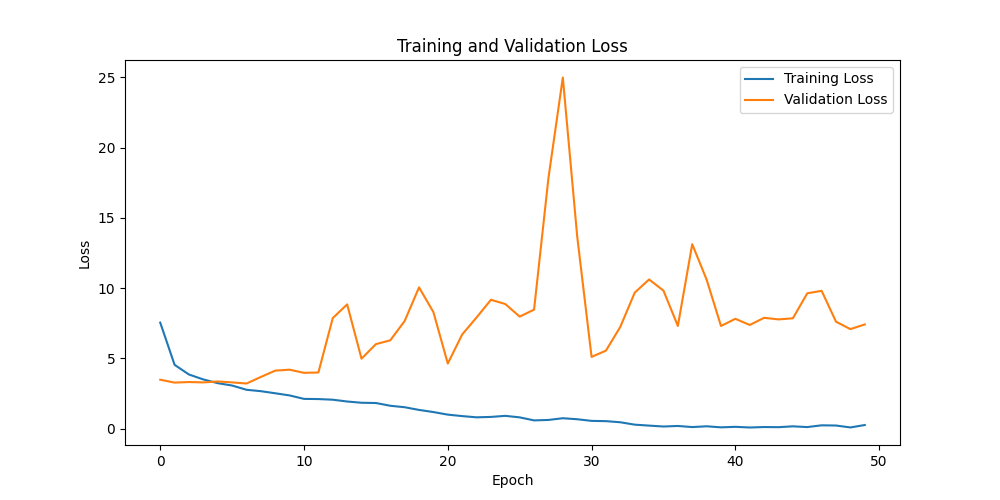 Training and Validation Loss
Training Loss
Validation Loss
25
20
15
10
5
0
Loss
0 10 20 30 40 50
Epoch